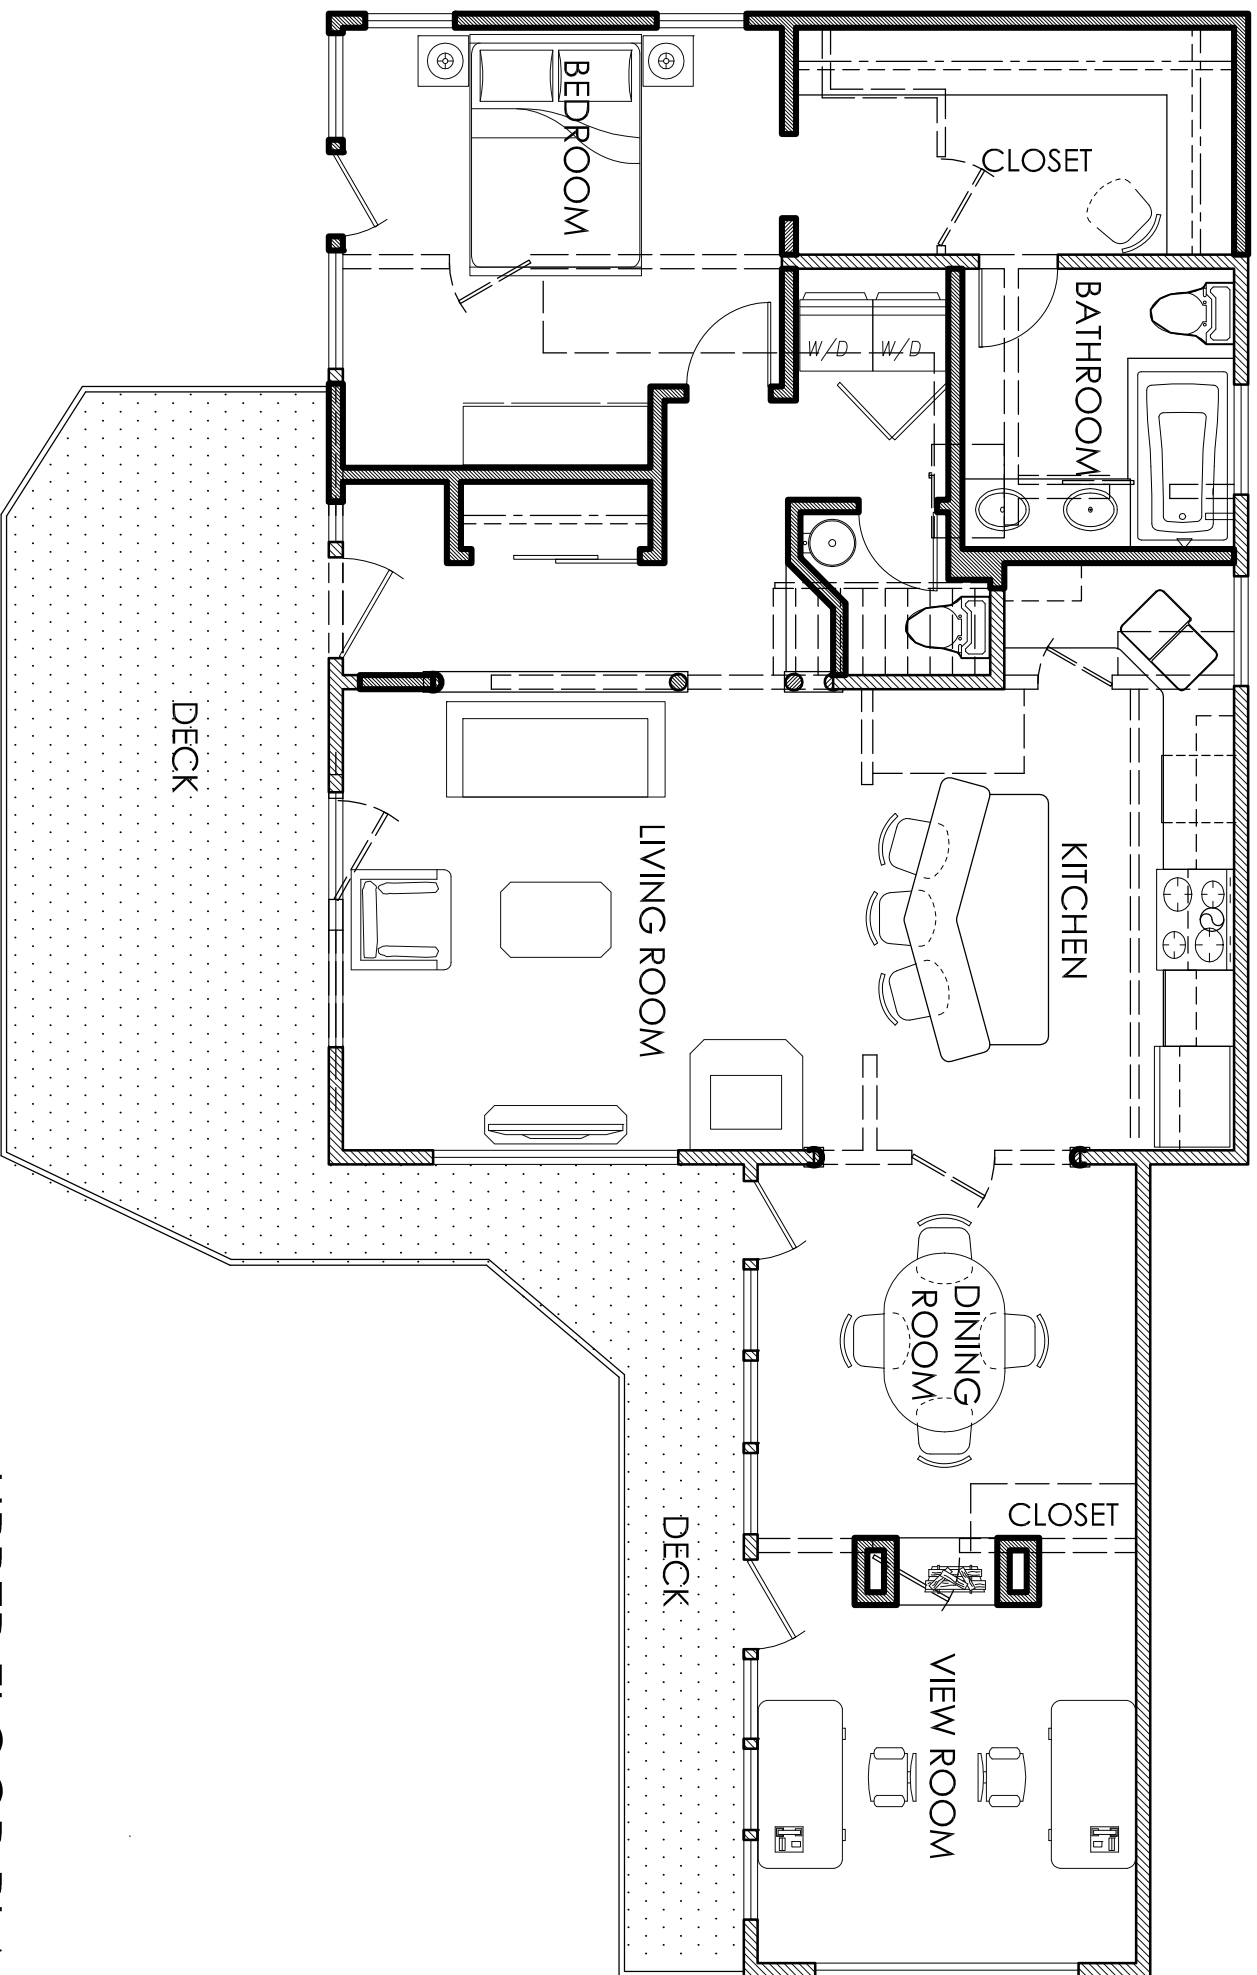 BEDROOM
CLOSET
BATHROOM
W/D
W/D
DECK
LIVING ROOM
KITCHEN
DINING
ROOM
CLOSET
DECK
VIEW ROOM